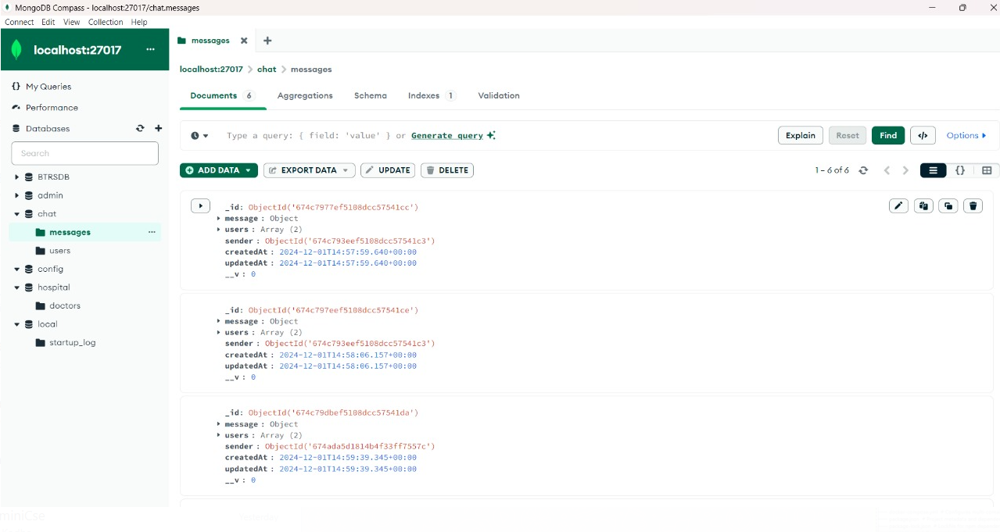 MongoDB Compass - localhost:27017/chat.messages
Connect Edit View Collection Help
localhost:27017 ...
{} My Queries
Performance
Databases
Search
BTRSDB
admin
chat
messages ...
users
config
hospital
doctors
local
startup_log
messages
localhost:27017 > chat > messages
Documents 6 Aggregations Schema Indexes 1 Validation
Type a query: { field: 'value' } or Generate query
Explain Reset Find </> Options
ADD DATA EXPORT DATA UPDATE DELETE
1 – 6 of 6 {}
_id: ObjectId('674c7977ef5108dcc57541cc')
message : Object
users : Array (2)
sender : ObjectId('674c793eef5108dcc57541c3')
createdAt : 2024-12-01T14:57:59.640+00:00
updatedAt : 2024-12-01T14:57:59.640+00:00
__v : 0
_id: ObjectId('674c797eef5108dcc57541ce')
message : Object
users : Array (2)
sender : ObjectId('674c793eef5108dcc57541c3')
createdAt : 2024-12-01T14:58:06.157+00:00
updatedAt : 2024-12-01T14:58:06.157+00:00
__v : 0
_id: ObjectId('674c79dbef5108dcc57541da')
message : Object
users : Array (2)
sender : ObjectId('674ada5d1814b4f33ff7557c')
createdAt : 2024-12-01T14:59:39.345+00:00
updatedAt : 2024-12-01T14:59:39.345+00:00
__v : 0